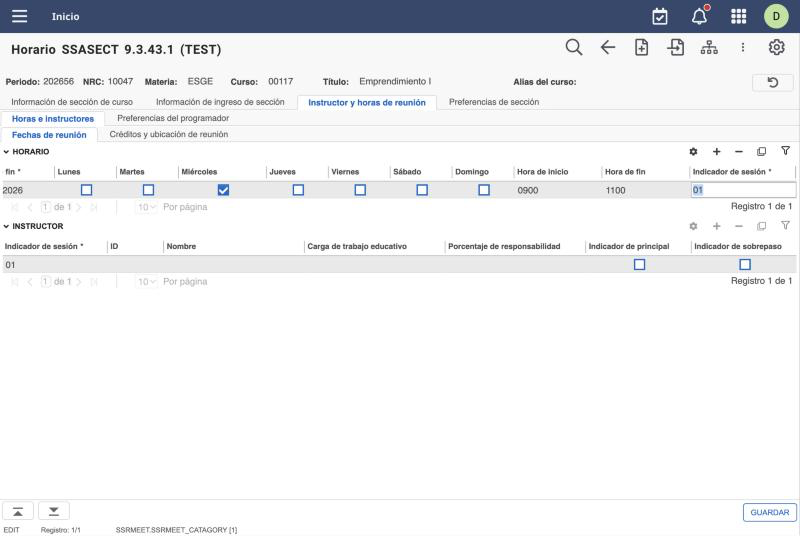 Inicio
D
Horario SSASECT 9.3.43.1 (TEST)
Periodo: 202656 NRC: 10047 Materia: ESGE Curso: 00117 Título: Emprendimiento I Alias del curso:
Información de sección de curso Información de ingreso de sección Instructor y horas de reunión Preferencias de sección
Horas e instructores Preferencias del programador
Fechas de reunión Créditos y ubicación de reunión
HORARIO
fin * Lunes Martes Miércoles Jueves Viernes Sábado Domingo Hora de inicio Hora de fin Indicador de sesión *
2026 0900 1100 01
1 de 1 10 Por página Registro 1 de 1
INSTRUCTOR
Indicador de sesión * ID Nombre Carga de trabajo educativo Porcentaje de responsabilidad Indicador de principal Indicador de sobrepaso
01
1 de 1 10 Por página Registro 1 de 1
GUARDAR
EDIT Registro: 1/1 SSRMEET.SSRMEET_CATAGORY [1]